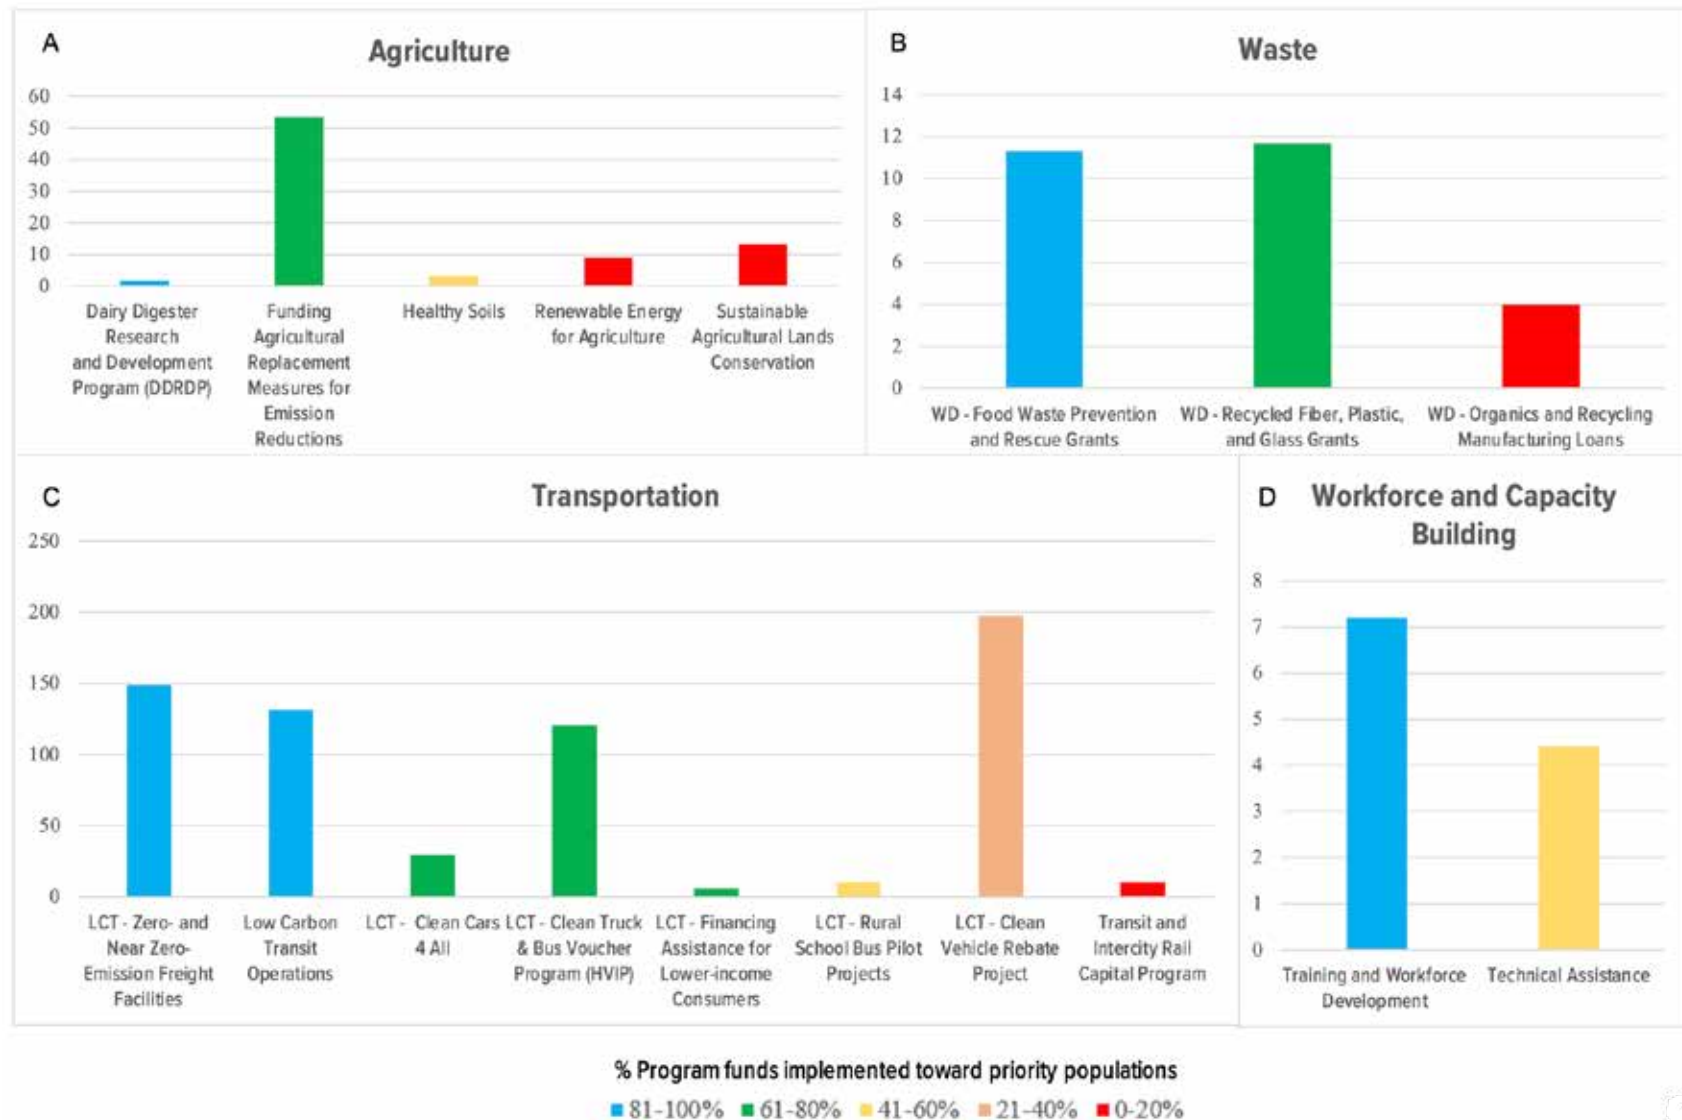 A
Agriculture
60
50
40
30
20
10
0
Dairy Digester
Research
and Development
Program (DDRDP)
Funding
Agricultural
Replacement
Measures for
Emission
Reductions
Healthy Soils
Renewable Energy
for Agriculture
Sustainable
Agricultural Lands
Conservation
B
Waste
14
12
10
8
6
4
2
0
WD - Food Waste Prevention
and Rescue Grants
WD - Recycled Fiber, Plastic,
and Glass Grants
WD - Organics and Recycling
Manufacturing Loans
C
Transportation
250
200
150
100
50
0
LCT - Zero- and
Near Zero-
Emission Freight
Facilities
Low Carbon
Transit
Operations
LCT - Clean Cars
4 All
LCT - Clean Truck
& Bus Voucher
Program (HVIP)
LCT - Financing
Assistance for
Lower-income
Consumers
LCT - Rural
School Bus Pilot
Projects
LCT - Clean
Vehicle Rebate
Project
Transit and
Intercity Rail
Capital Program
D
Workforce and Capacity
Building
8
7
6
5
4
3
2
1
0
Training and Workforce
Development
Technical Assistance
% Program funds implemented toward priority populations
81-100% 61-80% 41-60% 21-40% 0-20%